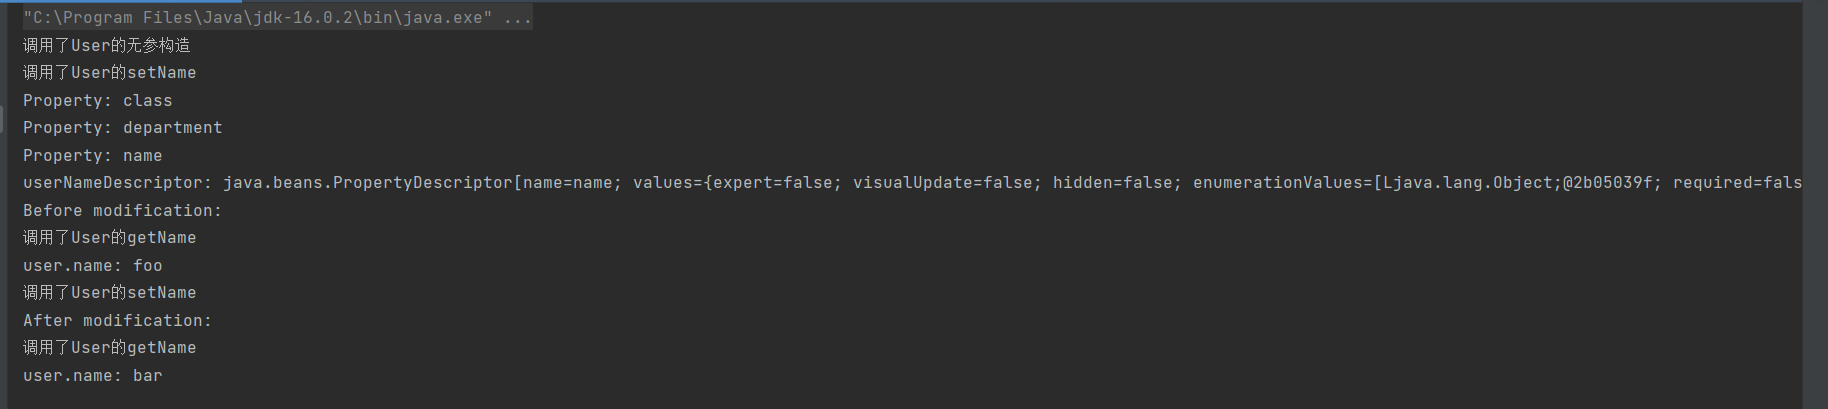 "C:\Program Files\Java\jdk-16.0.2\bin\java.exe" ...
调用了User的无参构造
调用了User的setName
Property: class
Property: department
Property: name
userNameDescriptor: java.beans.PropertyDescriptor[name=name; values={expert=false; visualUpdate=false; hidden=false; enumerationValues=[Ljava.lang.Object;@2b05039f; required=fals
Before modification:
调用了User的getName
user.name: foo
调用了User的setName
After modification:
调用了User的getName
user.name: bar